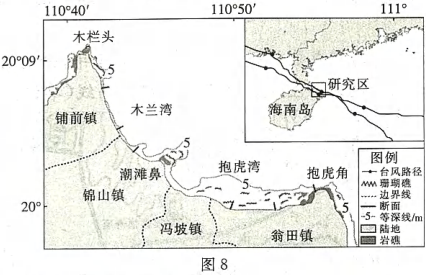 110°40′
110°50′
111°
木栏头
20°09′
5
研究区
海南岛
铺前镇
木兰湾
5
抱虎湾
抱虎角
潮滩鼻
锦山镇
5
5
20°
冯坡镇
翁田镇
图例
台风路径
珊瑚礁
边界线
断面
-5- 等深线/m
陆地
岩礁
图8